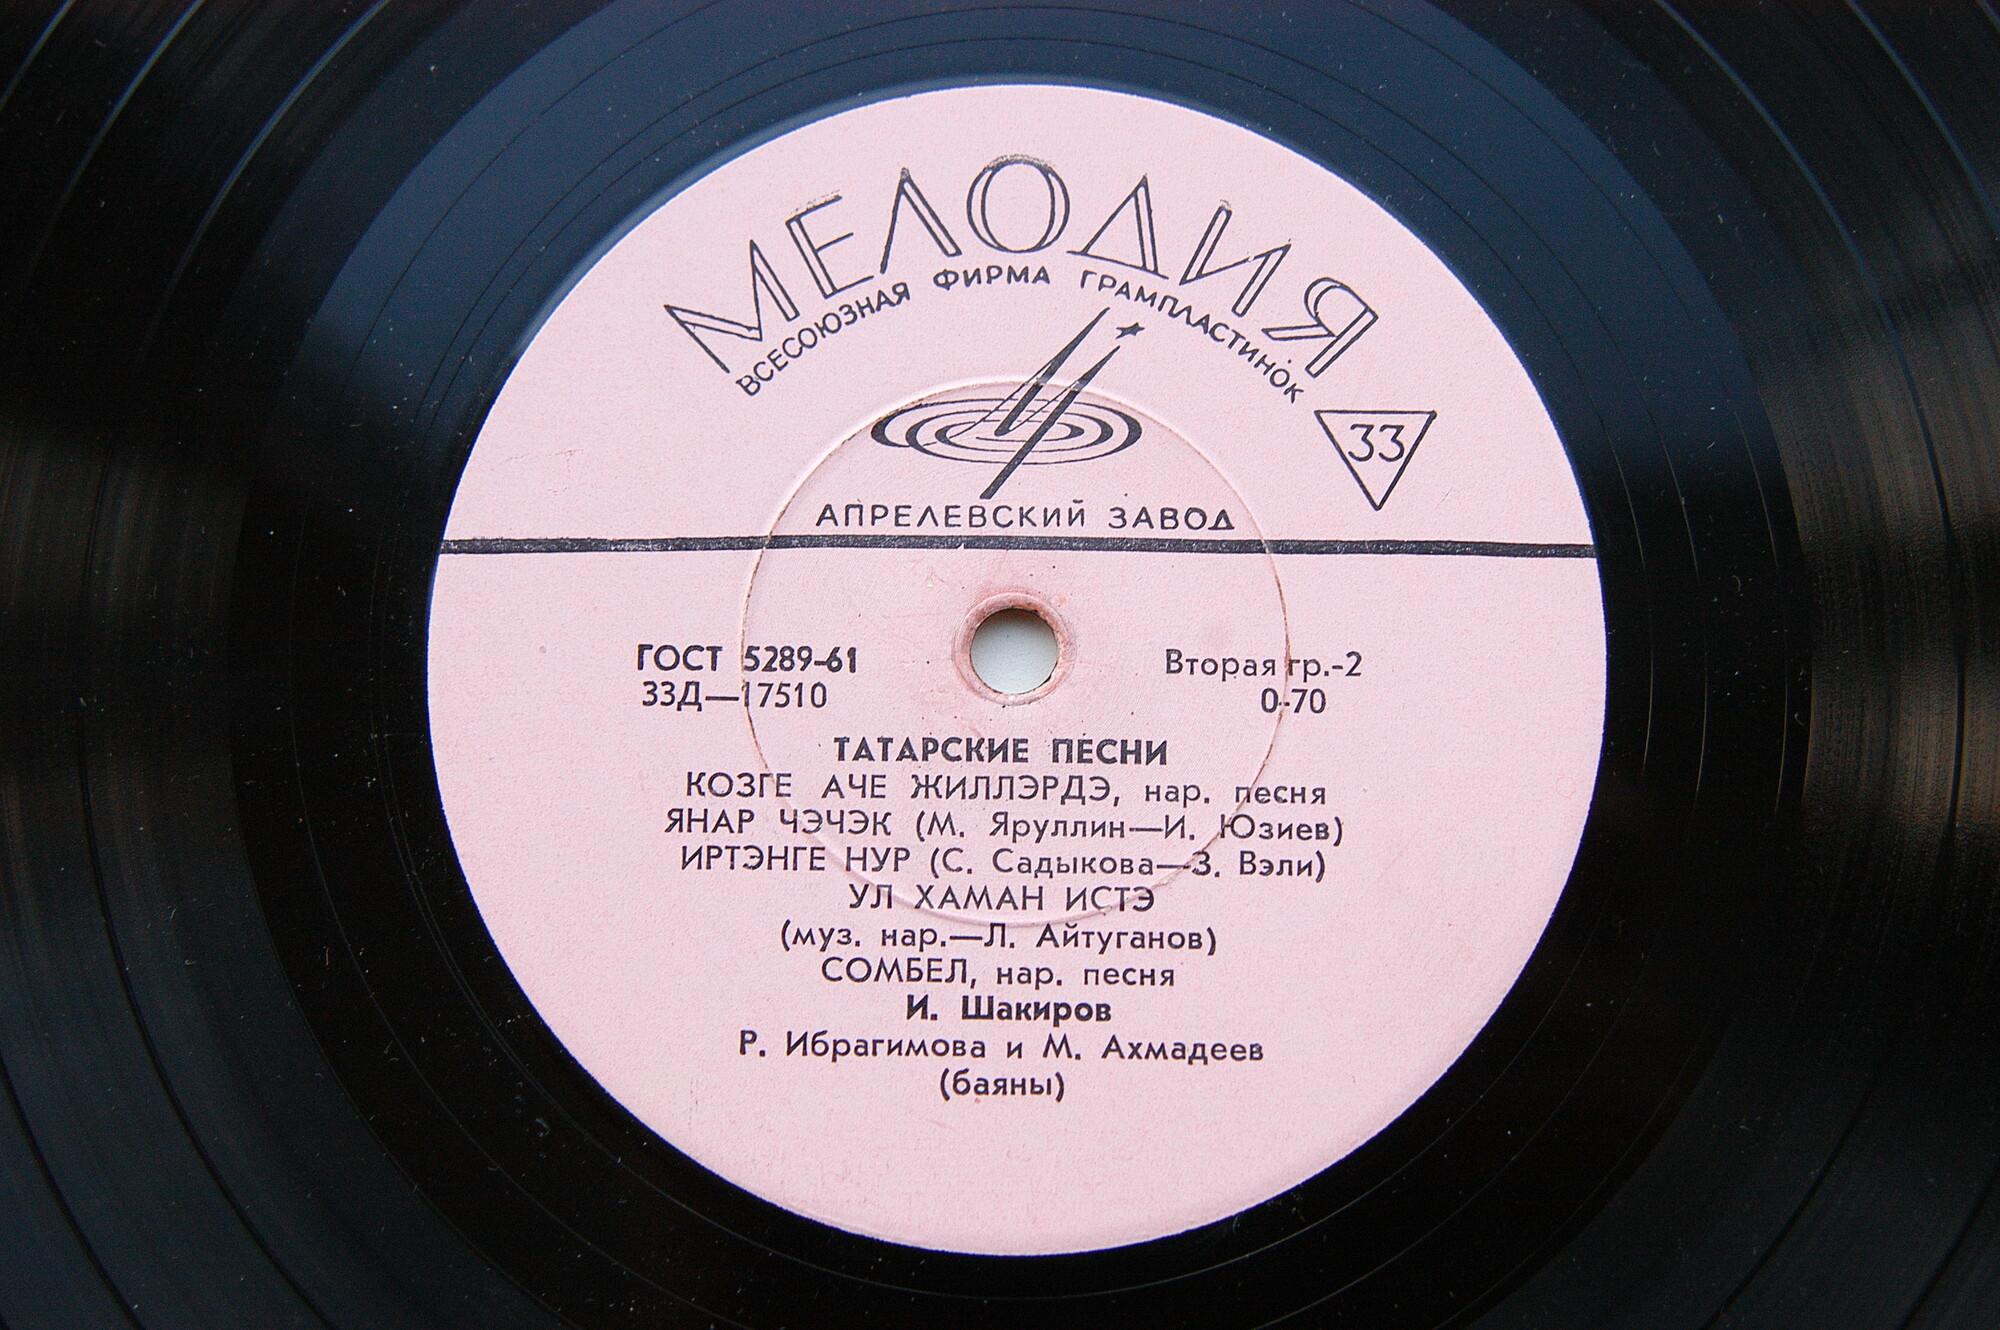 МЕЛОДИЯ
ВСЕСОЮЗНАЯ ФИРМА ГРАМПЛАСТИНОК
33
АПРЕЛЕВСКИЙ ЗАВОД
ГОСТ 5289-61
Вторая гр.-2
33Д—17510
0-70
ТАТАРСКИЕ ПЕСНИ
КОЗГЕ АЧЕ ЖИЛЛЭРДЭ, нар. песня
ЯНАР ЧЭЧЭК (М. Яруллин—И. Юзиев)
ИРТЭНГЕ НУР (С. Садыкова—З. Вэли)
УЛ ХАМАН ИСТЭ
(муз. нар.—Л. Айтуганов)
СОМБЕЛ, нар. песня
И. Шакиров
Р. Ибрагимова и М. Ахмадеев
(баяны)